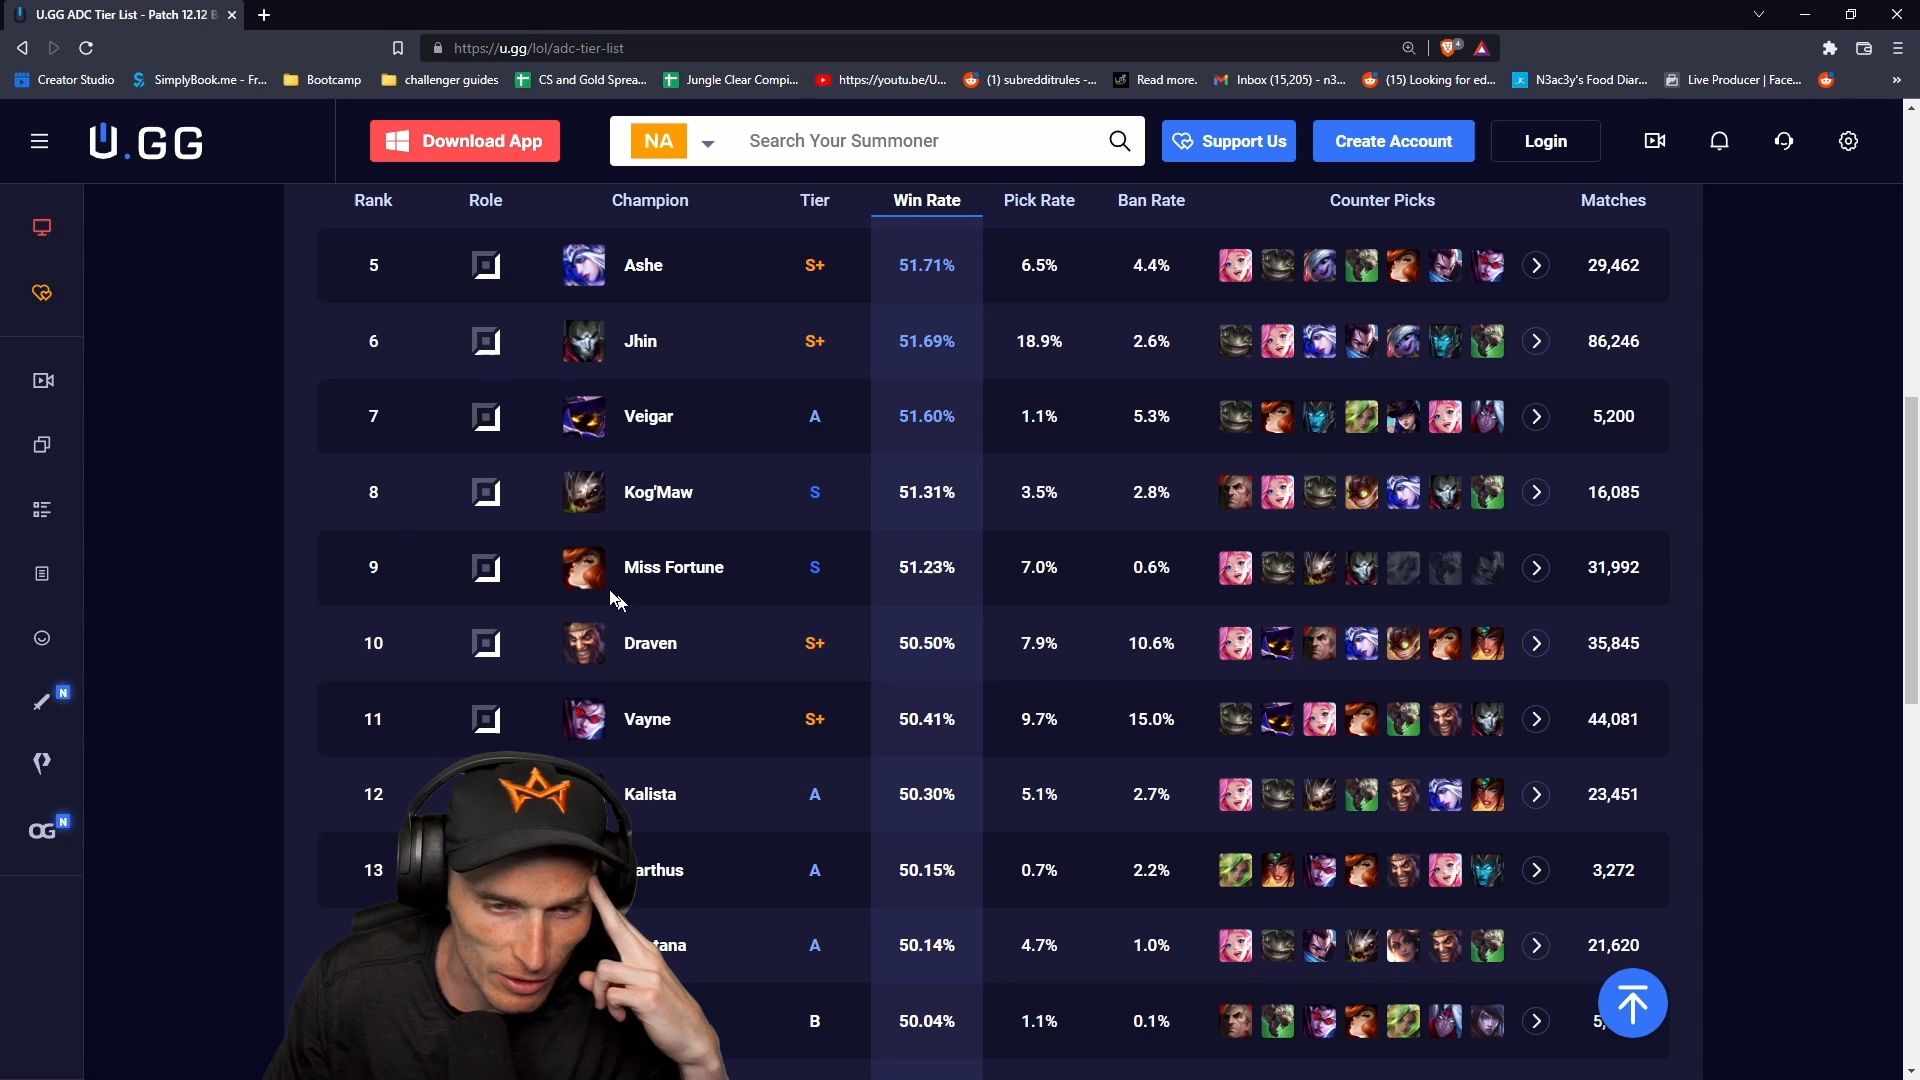 U.GG ADC Tier List - Patch 12.12 B
https://u.gg/lol/adc-tier-list
4
Creator Studio
SimplyBook.me - Fr...
Bootcamp
challenger guides
CS and Gold Sprea...
Jungle Clear Compi...
https://youtu.be/U...
(1) subredditrules -...
Read more.
Inbox (15,205) - n3...
(15) Looking for ed...
N3ac3y's Food Diar...
Live Producer | Face...
»
U.GG
Download App
NA
Search Your Summoner
Support Us
Create Account
Login
Rank Role Champion Tier Win Rate Pick Rate Ban Rate Counter Picks Matches
5 Ashe S+ 51.71% 6.5% 4.4% 29,462
6 Jhin S+ 51.69% 18.9% 2.6% 86,246
7 Veigar A 51.60% 1.1% 5.3% 5,200
8 Kog'Maw S 51.31% 3.5% 2.8% 16,085
9 Miss Fortune S 51.23% 7.0% 0.6% 31,992
10 Draven S+ 50.50% 7.9% 10.6% 35,845
11 Vayne S+ 50.41% 9.7% 15.0% 44,081
12 Kalista A 50.30% 5.1% 2.7% 23,451
13 arthus A 50.15% 0.7% 2.2% 3,272
tana A 50.14% 4.7% 1.0% 21,620
B 50.04% 1.1% 0.1% 5,
N
OG N